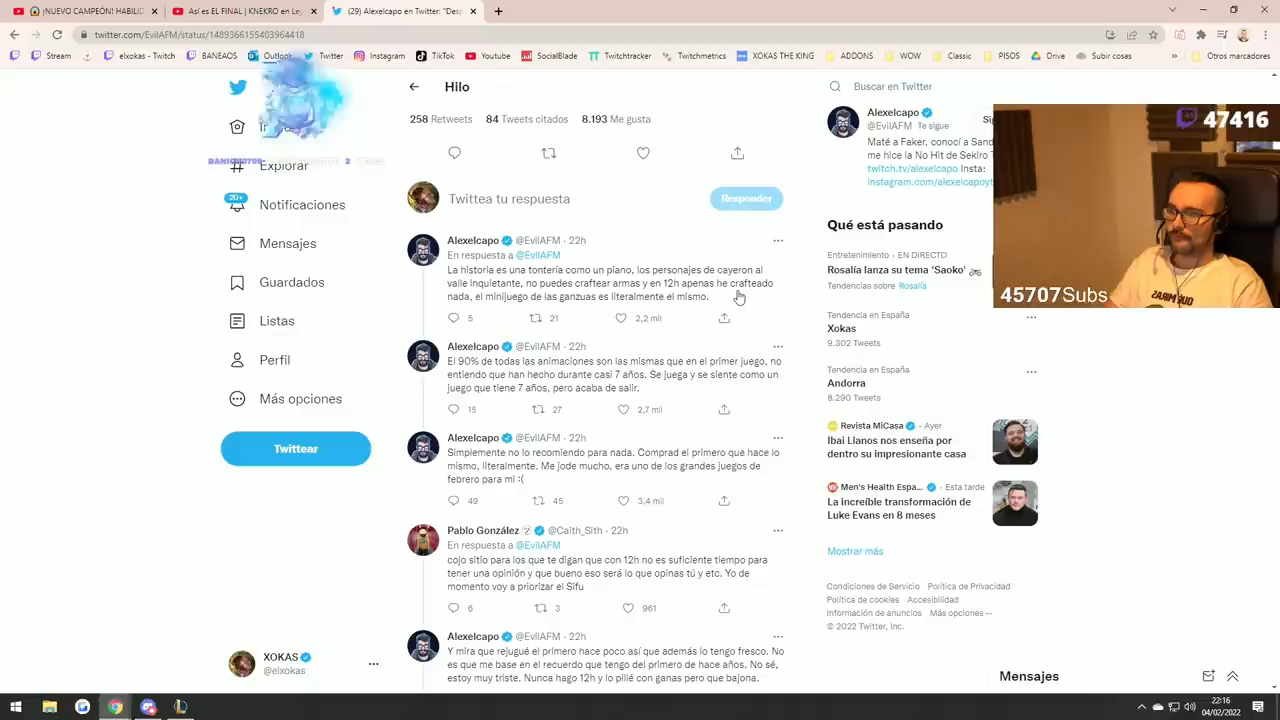 ¡NUEVO CAMPEÓN! HABILID
Así es EL FINAL | KNEKRO en Le
(29) Alexelcapo en Twitter: "Des
twitter.com/EvilAFM/status/1489366155403964418
Stream
elxokas - Twitch
BANEOS
Outlook
Twitter
Instagram
TikTok
Youtube
SocialBlade
Twitchtracker
Twitchmetrics
XOKAS THE KING
ADDONS
WOW
Classic
PISOS
Drive
Subir cosas
»
Otros marcadores
Explorar
20+
Notificaciones
Mensajes
Guardados
Listas
Perfil
Más opciones
Twittear
XOKAS
@elxokas
Hilo
258 Retweets 84 Tweets citados 8.193 Me gusta
Twittea tu respuesta
Responder
Alexelcapo @EvilAFM · 22h
En respuesta a @EvilAFM
La historia es una tontería como un piano, los personajes de cayeron al
valle inquietante, no puedes craftear armas y en 12h apenas he crafteado
nada, el minijuego de las ganzuas es literalmente el mismo.
5 21 2,2 mil
Alexelcapo @EvilAFM · 22h
El 90% de todas las animaciones son las mismas que en el primer juego, no
entiendo que han hecho durante casi 7 años. Se juega y se siente como un
juego que tiene 7 años, pero acaba de salir.
15 27 2,7 mil
Alexelcapo @EvilAFM · 22h
Simplemente no lo recomiendo para nada. Comprad el primero que hace lo
mismo, literalmente. Me jode mucho, era uno de los grandes juegos de
febrero para mi :(
49 45 3,4 mil
Pablo González @Caith_Sith · 22h
En respuesta a @EvilAFM
cojo sitio para los que te digan que con 12h no es suficiente tiempo para
tener una opinión y que bueno eso será lo que opinas tú y etc. Yo de
momento voy a priorizar el Sifu
6 3 961
Alexelcapo @EvilAFM · 22h
Y mira que rejugué el primero hace poco así que además lo tengo fresco. No
es que me base en el recuerdo que tengo del primero de hace años. No sé,
estoy muy triste. Nunca hago 12h y lo pillé con ganas pero que bajona.
Buscar en Twitter
Alexelcapo
@EvilAFM Te sigue
Maté a Faker, conocí a Sand
me hice la No Hit de Sekiro
twitch.tv/alexelcapo Insta:
instagram.com/alexelcapoyt
47416
45707Subs
Qué está pasando
Entretenimiento · EN DIRECTO
Rosalía lanza su tema 'Saoko'
Tendencias sobre Rosalía
Tendencia en España
Xokas
9.302 Tweets
Tendencia en España
Andorra
8.290 Tweets
Revista MiCasa · Ayer
Ibai Llanos nos enseña por
dentro su impresionante casa
Men's Health Espa... · Esta tarde
La increíble transformación de
Luke Evans en 8 meses
Mostrar más
Condiciones de Servicio Política de Privacidad
Política de cookies Accesibilidad
Información de anuncios Más opciones ···
© 2022 Twitter, Inc.
Mensajes
22:16
04/02/2022